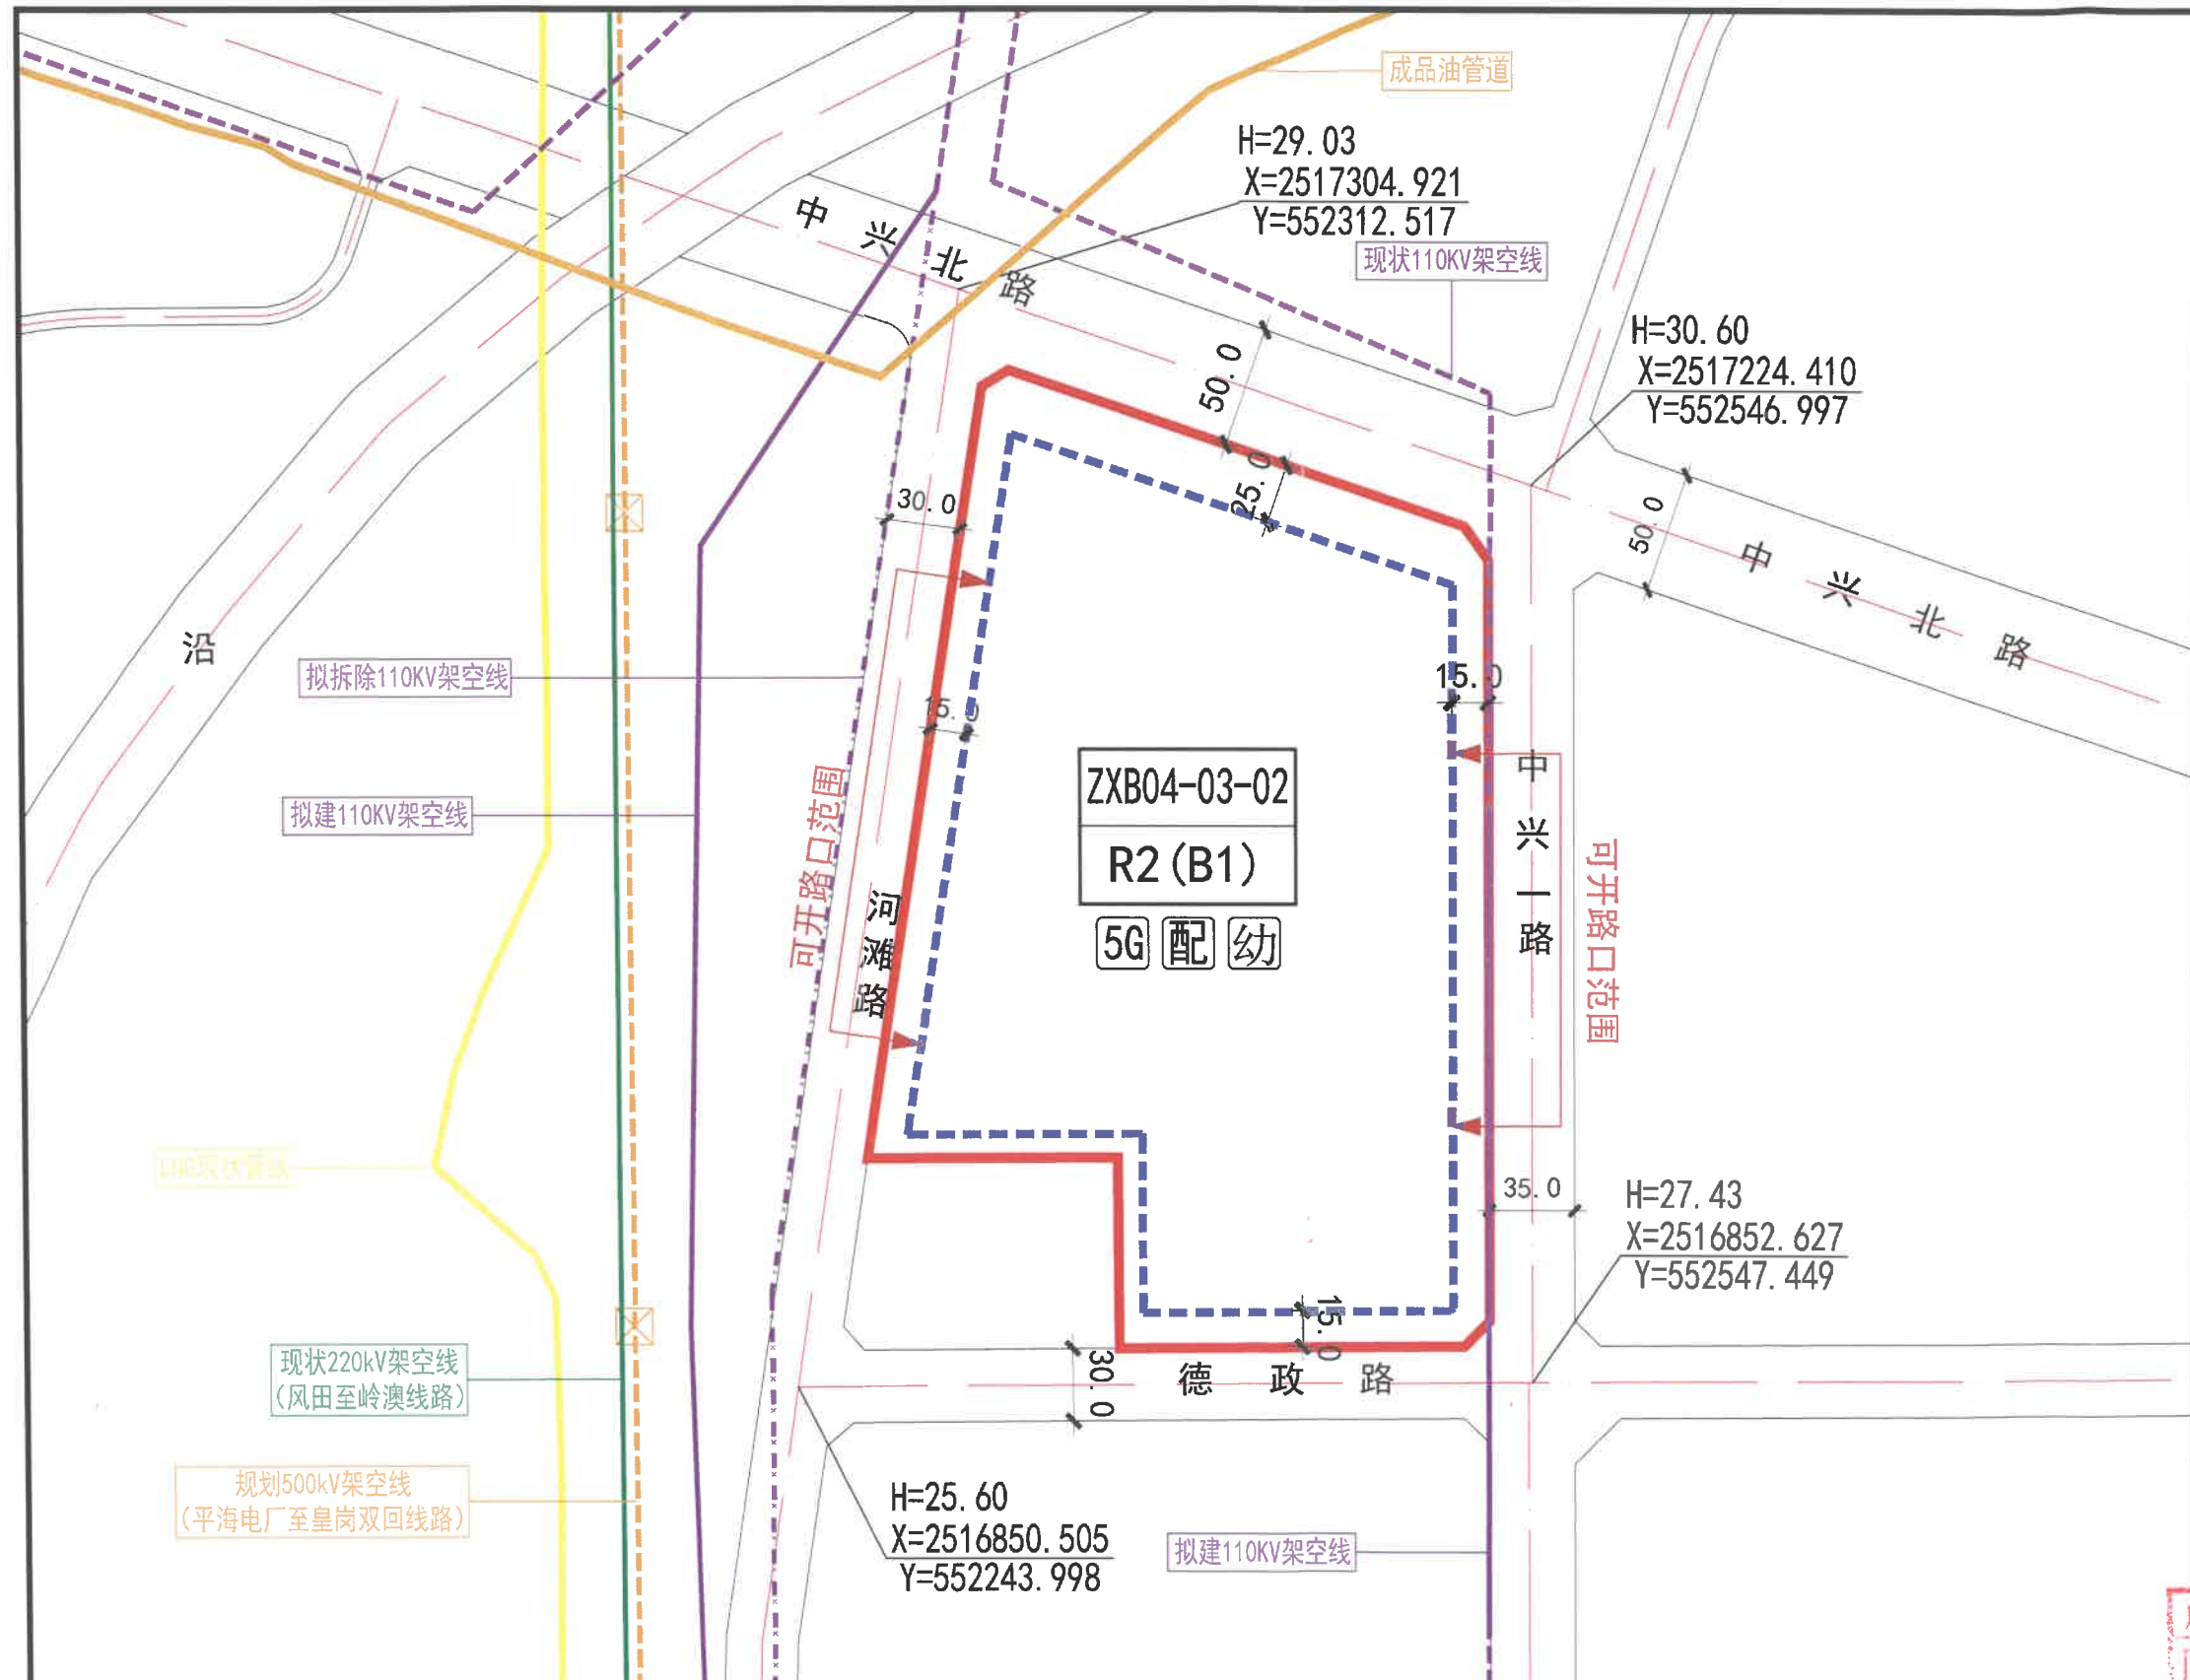 成品油管道
H=29.03
X=2517304.921
Y=552312.517
中兴北路
现状110KV架空线
H=30.60
X=2517224.410
Y=552546.997
50.0
25.0
30.0
50.0
中兴北路
沿
拟拆除110KV架空线
15.0
15.0
拟建110KV架空线
可开路口范围
河滩路
ZXB04-03-02
R2(B1)
5G 配 幼
中兴一路
可开路口范围
LNG现状管线
35.0
H=27.43
X=2516852.627
Y=552547.449
15.0
现状220kV架空线
(风田至岭澳线路)
30.0
德政路
规划500kV架空线
(平海电厂至皇岗双回线路)
H=25.60
X=2516850.505
Y=552243.998
拟建110KV架空线